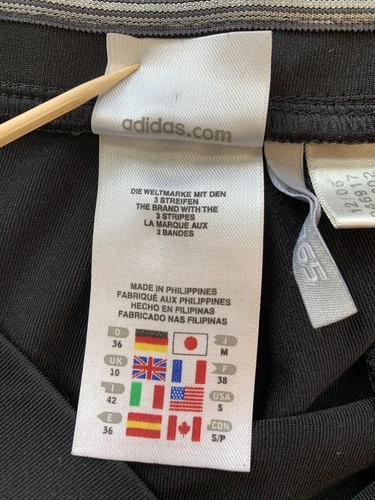 adidas.com
DIE WELTMARKE MIT DEN
3 STREIFEN
THE BRAND WITH THE
3 STRIPES
LA MARQUE AUX
3 BANDES
MADE IN PHILIPPINES
FABRIQUÉ AUX PHILIPPINES
HECHO EN FILIPINAS
FABRICADO NAS FILIPINAS
D J
36 M
UK F
10 38
I USA
42 S
E CDN
36 S/P